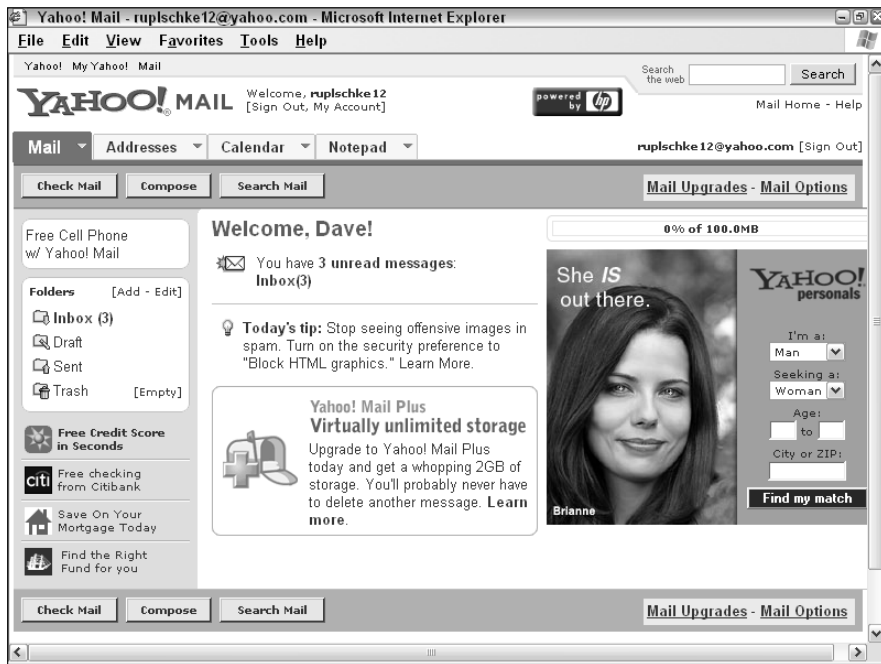 Yahoo! Mail - ruplschke12@yahoo.com - Microsoft Internet Explorer
File Edit View Favorites Tools Help
Yahoo! My Yahoo! Mail
Search
the web
Search
YAHOO! MAIL
Welcome, ruplschke12
[Sign Out, My Account]
powered
by hp
Mail Home - Help
Mail Addresses Calendar Notepad
ruplschke12@yahoo.com [Sign Out]
Check Mail Compose Search Mail
Mail Upgrades - Mail Options
Free Cell Phone
w/ Yahoo! Mail
Folders [Add - Edit]
Inbox (3)
Draft
Sent
Trash [Empty]
Free Credit Score
in Seconds
citi
Free checking
from Citibank
Save On Your
Mortgage Today
Find the Right
Fund for you
Welcome, Dave!
You have 3 unread messages:
Inbox(3)
Today's tip: Stop seeing offensive images in
spam. Turn on the security preference to
"Block HTML graphics." Learn More.
Yahoo! Mail Plus
Virtually unlimited storage
Upgrade to Yahoo! Mail Plus
today and get a whopping 2GB of
storage. You'll probably never have
to delete another message. Learn
more.
0% of 100.0MB
She IS
out there.
Brianne
YAHOO!
personals
I'm a:
Man
Seeking a:
Woman
Age:
to
City or ZIP:
Find my match
Check Mail Compose Search Mail
Mail Upgrades - Mail Options